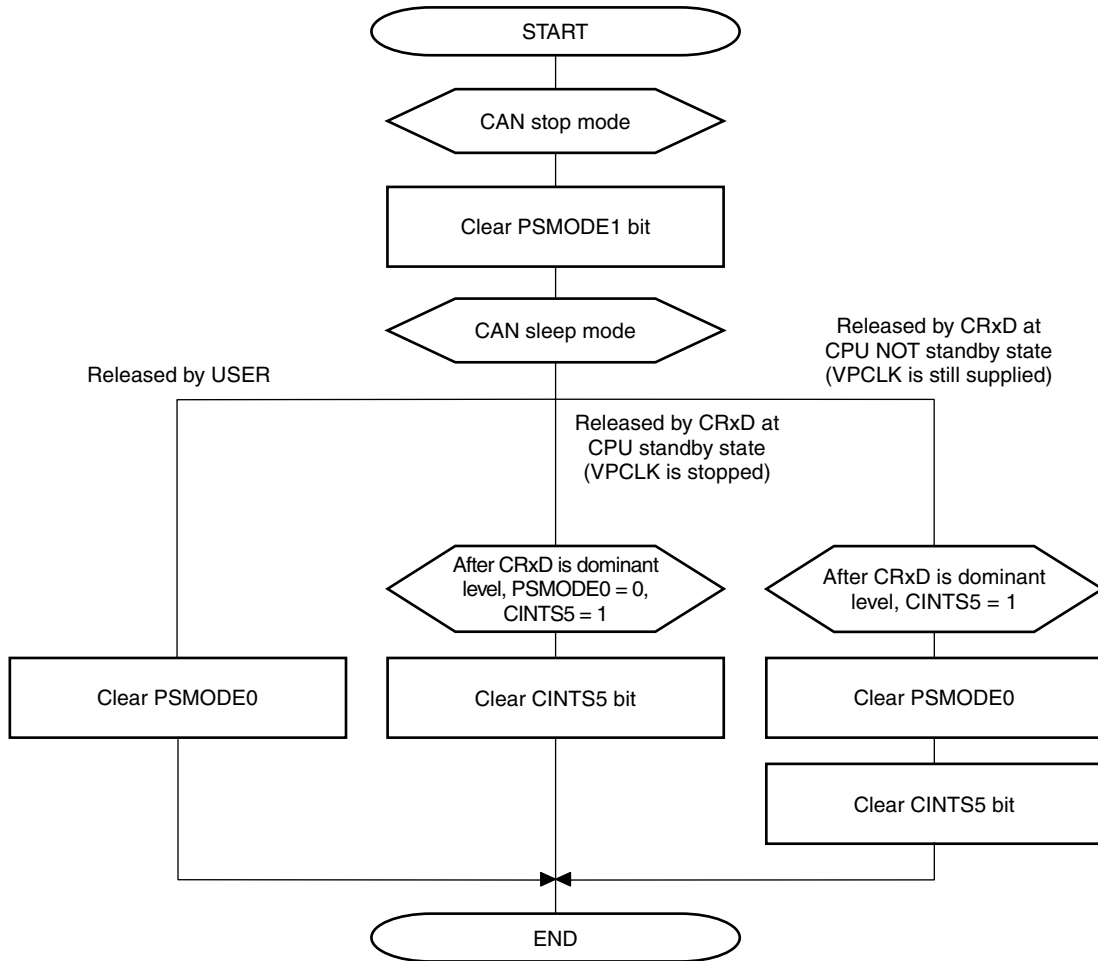 START
CAN stop mode
Clear PSMODE1 bit
CAN sleep mode
Released by USER
Released by CRxD at
CPU standby state
(VPCLK is stopped)
Released by CRxD at
CPU NOT standby state
(VPCLK is still supplied)
After CRxD is dominant
level, PSMODE0 = 0,
CINTS5 = 1
After CRxD is dominant
level, CINTS5 = 1
Clear PSMODE0
Clear CINTS5 bit
Clear PSMODE0
Clear CINTS5 bit
END